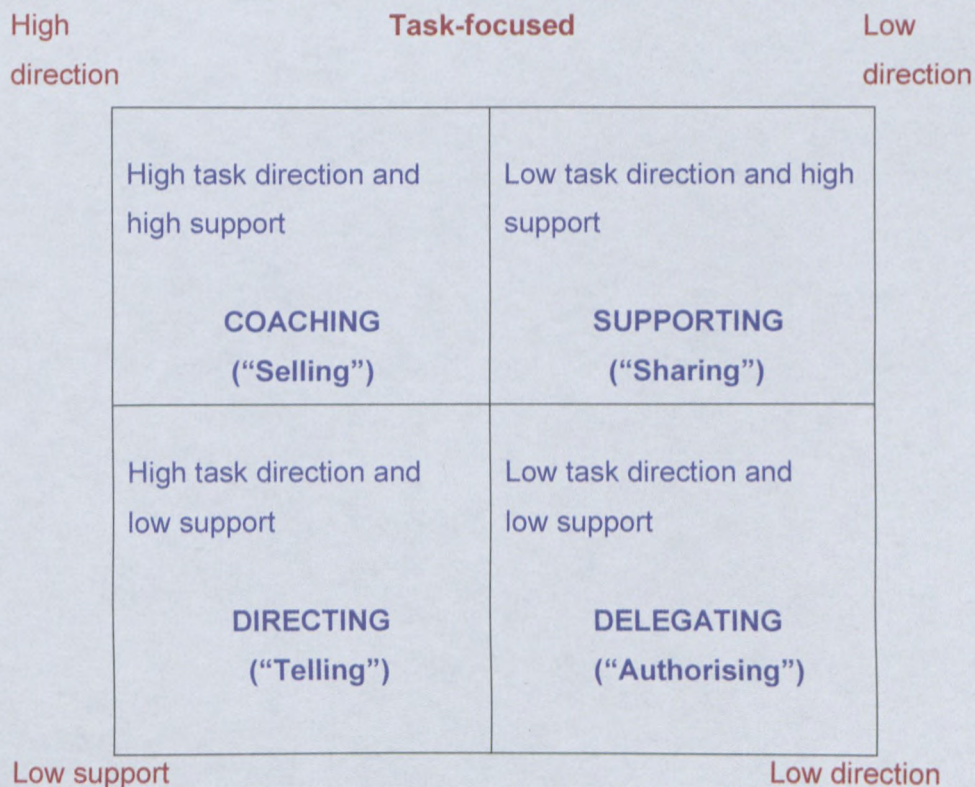 High Task-focused Low
direction direction
High task direction and Low task direction and high
high support support
COACHING SUPPORTING
(“Selling”) (“Sharing”)
High task direction and Low task direction and
low support low support
DIRECTING DELEGATING
(“Telling”) (“Authorising”)
Low support Low direction